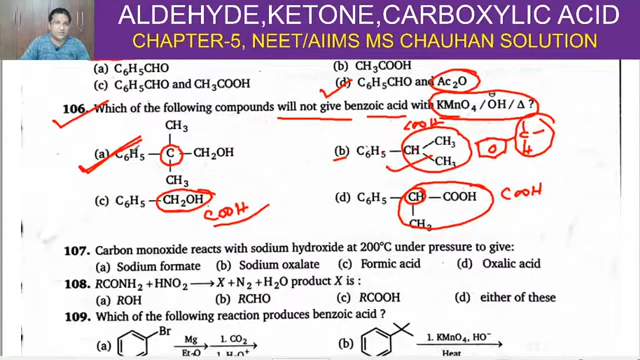 ALDEHYDE,KETONE,CARBOXYLIC ACID
CHAPTER-5, NEET/AIIMS MS CHAUHAN SOLUTION
(a) C₆H₅CHO (b) CH₃COOH
(c) C₆H₅CHO and CH₃COOH (d) C₆H₅CHO and Ac₂O
106. Which of the following compounds will not give benzoic acid with KMnO₄/OH/Δ ?
CH₃ COOH
(a) C₆H₅—C—CH₂OH (b) C₆H₅—CH CH₃ CH₃
CH₃
(c) C₆H₅—CH₂OH (d) C₆H₅—CH—COOH COOH
COOH CH₃
107. Carbon monoxide reacts with sodium hydroxide at 200°C under pressure to give:
(a) Sodium formate (b) Sodium oxalate (c) Formic acid (d) Oxalic acid
108. RCONH₂ + HNO₂ ⟶ X + N₂ + H₂O product X is :
(a) ROH (b) RCHO (c) RCOOH (d) either of these
109. Which of the following reaction produces benzoic acid ?
(a) Br Mg Et₂O 1. CO₂ (b) 1. KMnO₄, HO⁻ Heat